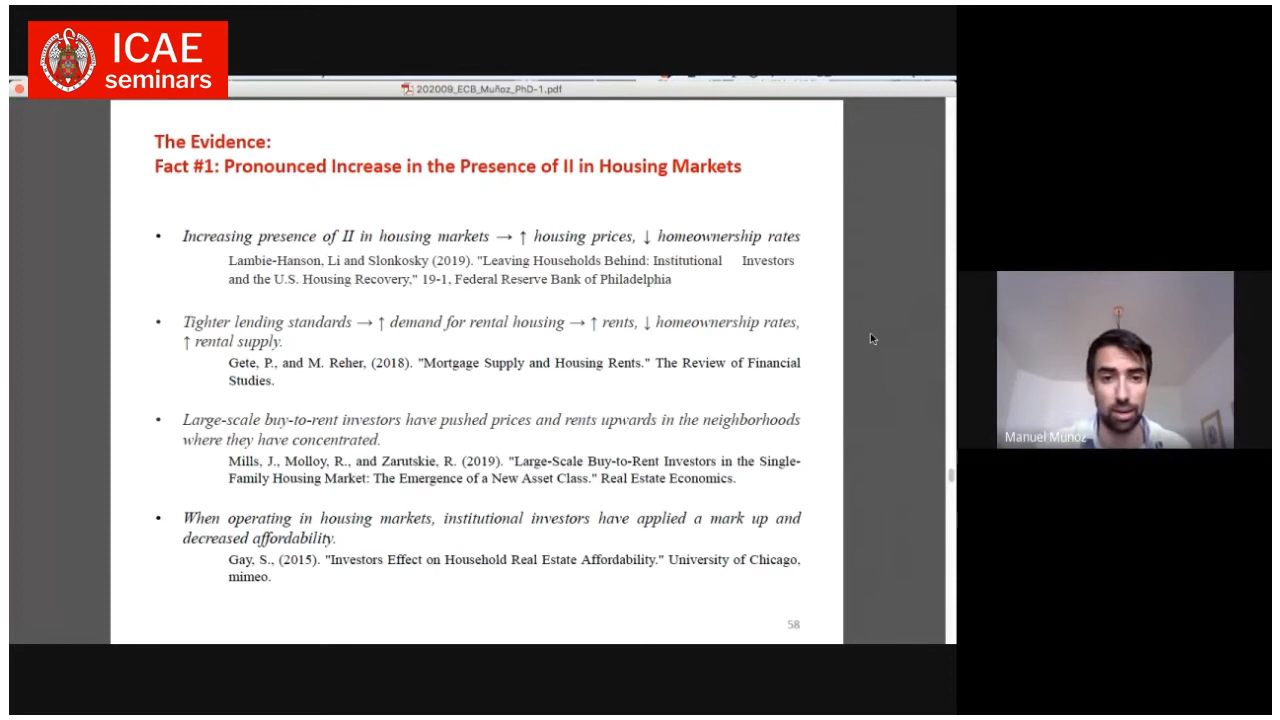 ICAE
seminars
202009_ECB_Muñoz_PhD-1.pdf
The Evidence:
Fact #1: Pronounced Increase in the Presence of II in Housing Markets
• Increasing presence of II in housing markets → ↑ housing prices, ↓ homeownership rates
Lambie-Hanson, Li and Slonkosky (2019). "Leaving Households Behind: Institutional Investors
and the U.S. Housing Recovery," 19-1, Federal Reserve Bank of Philadelphia
• Tighter lending standards → ↑ demand for rental housing → ↑ rents, ↓ homeownership rates,
↑ rental supply.
Gete, P., and M. Reher, (2018). "Mortgage Supply and Housing Rents." The Review of Financial
Studies.
• Large-scale buy-to-rent investors have pushed prices and rents upwards in the neighborhoods
where they have concentrated.
Mills, J., Molloy, R., and Zarutskie, R. (2019). "Large-Scale Buy-to-Rent Investors in the Single-
Family Housing Market: The Emergence of a New Asset Class." Real Estate Economics.
• When operating in housing markets, institutional investors have applied a mark up and
decreased affordability.
Gay, S., (2015). "Investors Effect on Household Real Estate Affordability." University of Chicago,
mimeo.
58
Manuel Muñoz